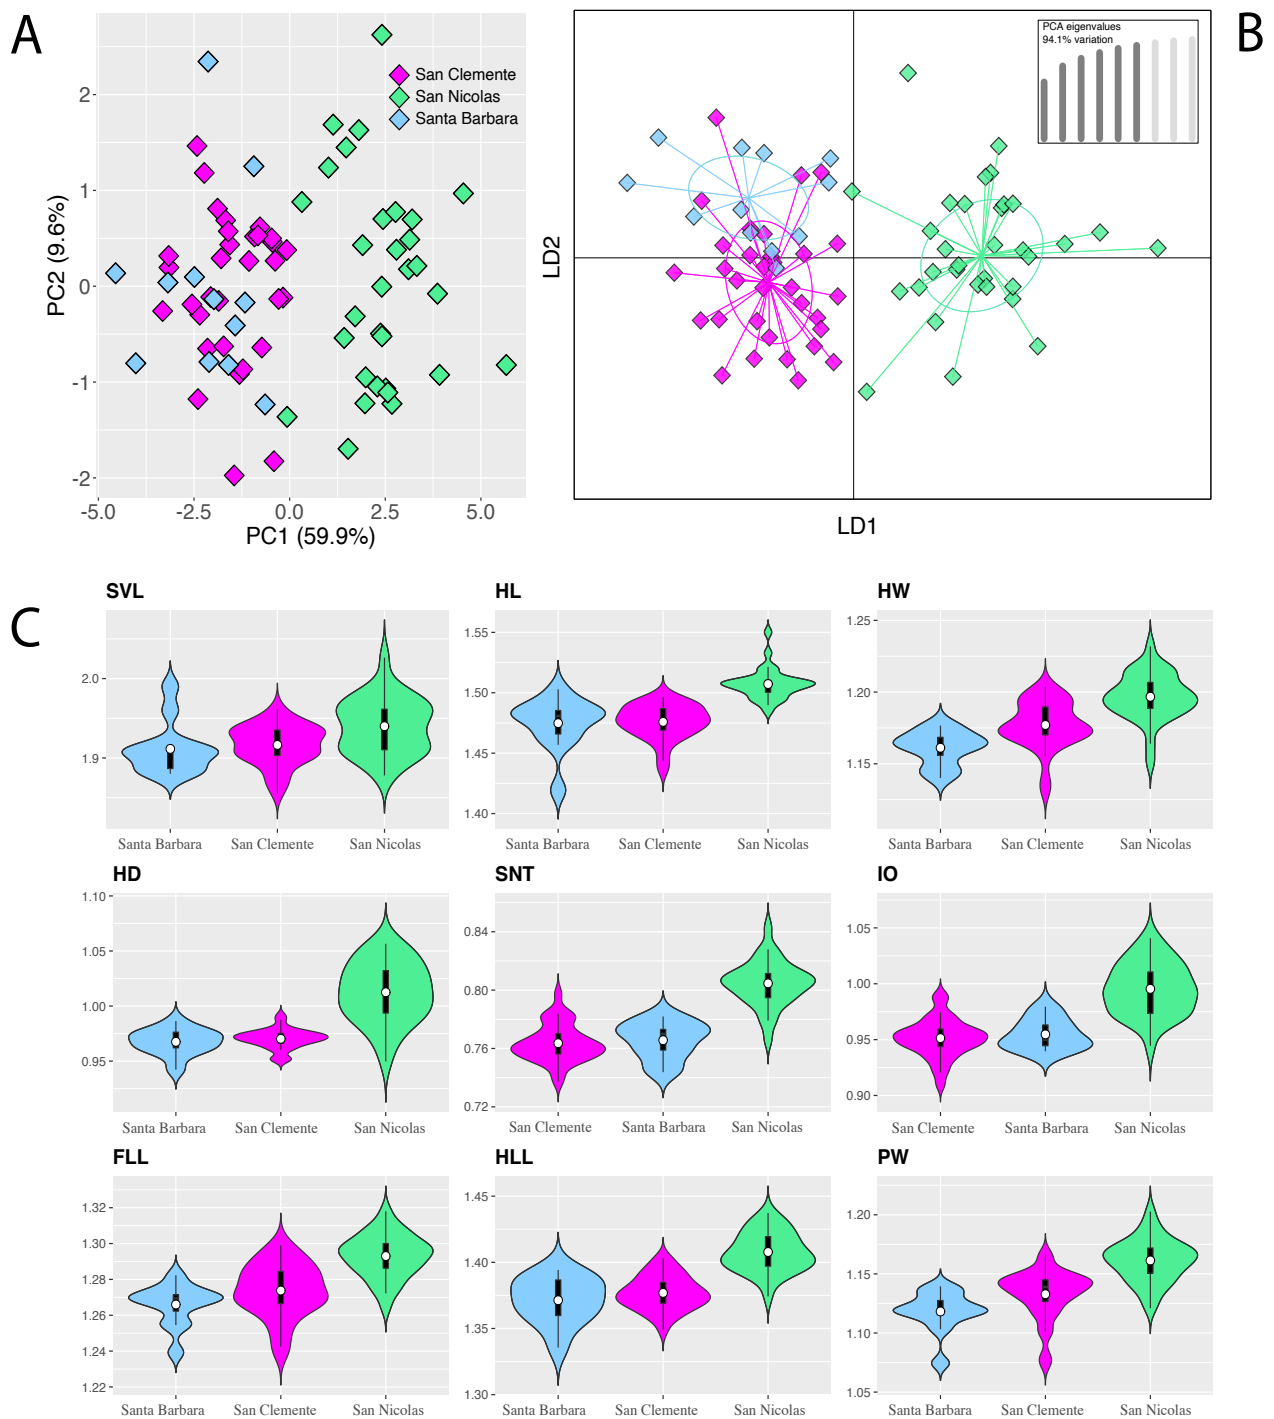 A
B
San Clemente
San Nicolas
Santa Barbara
2
1
0
-1
-2
PC2 (9.6%)
-5.0 -2.5 0.0 2.5 5.0
PC1 (59.9%)
PCA eigenvalues
94.1% variation
LD2
LD1
C
SVL
2.0
1.9
Santa Barbara San Clemente San Nicolas
HL
1.55
1.50
1.45
1.40
Santa Barbara San Clemente San Nicolas
HW
1.25
1.20
1.15
Santa Barbara San Clemente San Nicolas
HD
1.10
1.05
1.00
0.95
Santa Barbara San Clemente San Nicolas
SNT
0.84
0.80
0.76
0.72
San Clemente Santa Barbara San Nicolas
IO
1.05
1.00
0.95
0.90
San Clemente Santa Barbara San Nicolas
FLL
1.32
1.30
1.28
1.26
1.24
1.22
Santa Barbara San Clemente San Nicolas
HLL
1.45
1.40
1.35
1.30
Santa Barbara San Clemente San Nicolas
PW
1.20
1.15
1.10
1.05
Santa Barbara San Clemente San Nicolas